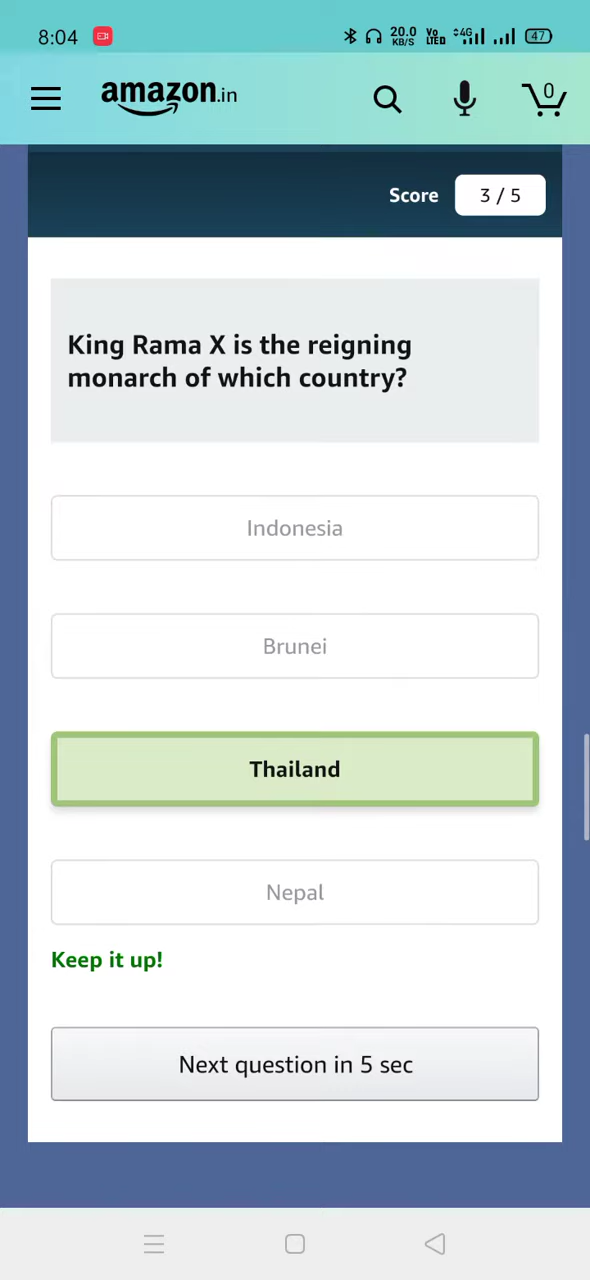 8:04
20.0 KB/S Vo LTED 4G 47
amazon.in
0
Score 3 / 5
King Rama X is the reigning
monarch of which country?
Indonesia
Brunei
Thailand
Nepal
Keep it up!
Next question in 5 sec